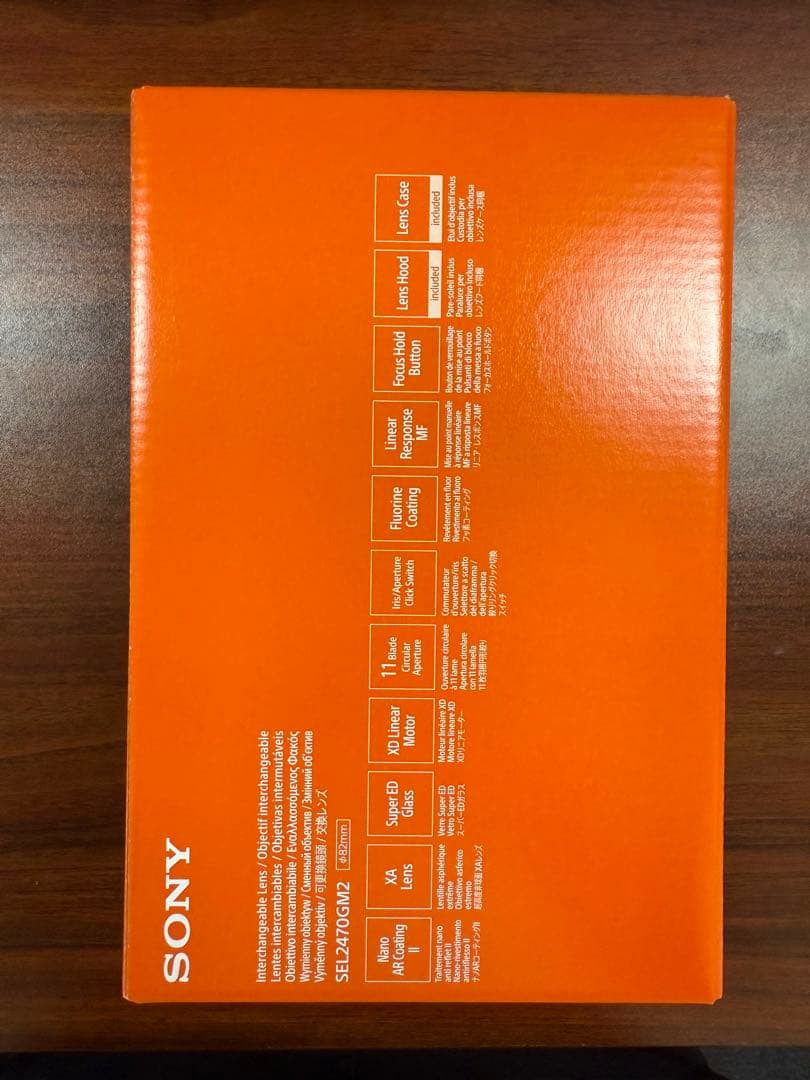 SONY
Interchangeable Lens / Objectif interchangeable
Lentes intercambiables / Objetivas intermutáveis
Obiettivo intercambiabile / Εναλλασσόμενος Φακός
Wymienny obiektyw / Сменный объектив / Змінний об'єктив
Výměnný objektiv / 可更換鏡頭 / 交換レンズ
SEL2470GM2 ϕ82mm
Nano
AR Coating
II
Traitement nano
anti reflet II
Nano-rivestimento
antiriflesso II
ナノARコーティングII
XA
Lens
Lentille asphérique
extrême
Obiettivo asferico
estremo
超高度非球面XAレンズ
Super ED
Glass
Verre Super ED
Vetro Super ED
スーパーEDガラス
XD Linear
Motor
Moteur linéaire XD
Motore lineare XD
XDリニアモーター
11 Blade
Circular
Aperture
Ouverture circulaire
à 11 lame
Apertura circolare
con 11 lamella
11枚羽根円形絞り
Iris/Aperture
Click Switch
Commutateur
d'ouverture/iris
Selettore a scatto
del diaframma /
dell'apertura
絞りリングクリック切換
スイッチ
Fluorine
Coating
Revêtement en fluor
Rivestimento al fluoro
フッ素コーティング
Linear
Response
MF
Mise au point manuelle
à réponse linéaire
MF a risposta lineare
リニア・レスポンスMF
Focus Hold
Button
Bouton de verrouillage
de la mise au point
Pulsanti di blocco
della messa a fuoco
フォーカスホールドボタン
Lens Hood
included
Pare-soleil inclus
Paraluce per
obiettivo incluso
レンズフード同梱
Lens Case
included
Etui d'objectif inclus
Custodia per
obiettivo inclusa
レンズケース同梱